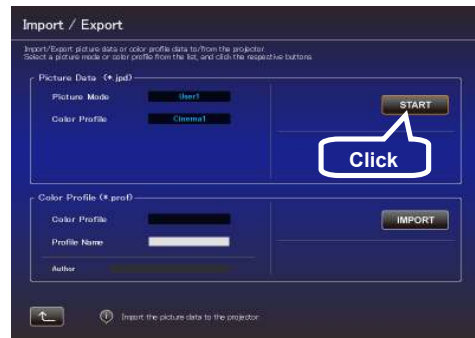 Import / Export
Import/Export picture data or color profile data to/from the projector.
Select a picture mode or color profile from the list, and click the respective buttons.
Picture Data (*.jpd)
Picture Mode User1
START
Color Profile Cinema1
Click
Color Profile (*.prof)
Color Profile
IMPORT
Profile Name
Author
Import the picture data to the projector.